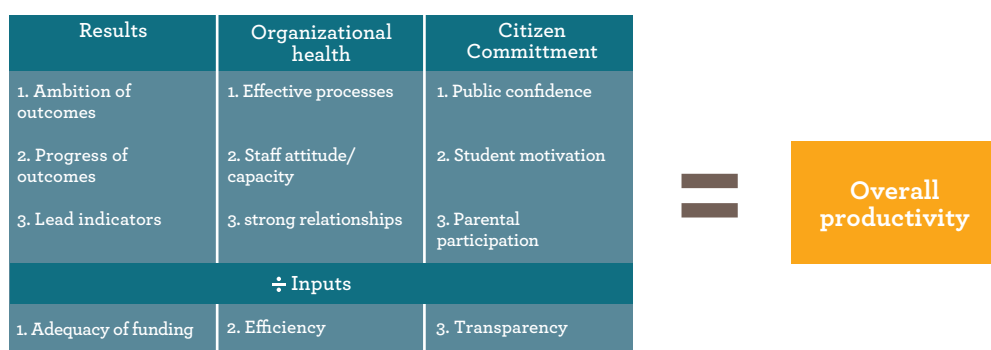 Results
Organizational
health
Citizen
Committment
1. Ambition of
outcomes
1. Effective processes
1. Public confidence
2. Progress of
outcomes
2. Staff attitude/
capacity
2. Student motivation
3. Lead indicators
3. strong relationships
3. Parental
participation
÷ Inputs
1. Adequacy of funding
2. Efficiency
3. Transparency
=
Overall
productivity